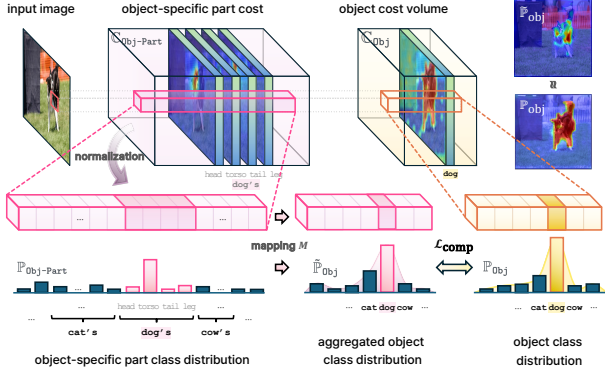 input image
object-specific part cost
object cost volume
ℂ_Obj-Part
ℂ_Obj
ℙ̃_Obj
≈
ℙ_Obj
normalization
head torso tail leg
dog's
dog
...
...
mapping M
ℙ_Obj-Part
ℙ̃_Obj
ℒ_comp
ℙ_Obj
head torso tail leg
... cat dog cow ...
... cat dog cow ...
... ... ...
cat's dog's cow's
object-specific part class distribution
aggregated object
class distribution
object class
distribution